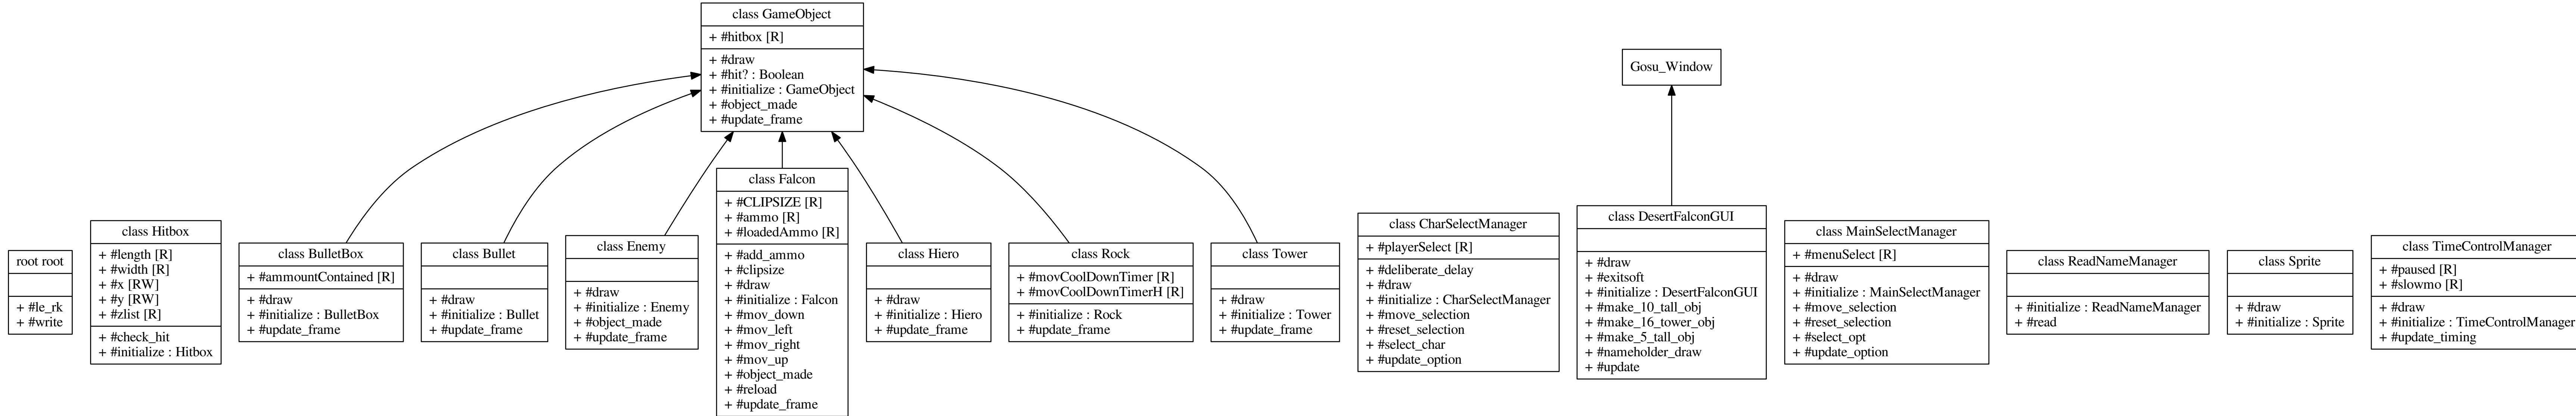 class GameObject
+ #hitbox [R]
+ #draw
+ #hit? : Boolean
+ #initialize : GameObject
+ #object_made
+ #update_frame
Gosu_Window
root root
+ #le_rk
+ #write
class Hitbox
+ #length [R]
+ #width [R]
+ #x [RW]
+ #y [RW]
+ #zlist [R]
+ #check_hit
+ #initialize : Hitbox
class BulletBox
+ #ammountContained [R]
+ #draw
+ #initialize : BulletBox
+ #update_frame
class Bullet
+ #draw
+ #initialize : Bullet
+ #update_frame
class Enemy
+ #draw
+ #initialize : Enemy
+ #object_made
+ #update_frame
class Falcon
+ #CLIPSIZE [R]
+ #ammo [R]
+ #loadedAmmo [R]
+ #add_ammo
+ #clipsize
+ #draw
+ #initialize : Falcon
+ #mov_down
+ #mov_left
+ #mov_right
+ #mov_up
+ #object_made
+ #reload
+ #update_frame
class Hiero
+ #draw
+ #initialize : Hiero
+ #update_frame
class Rock
+ #movCoolDownTimer [R]
+ #movCoolDownTimerH [R]
+ #initialize : Rock
+ #update_frame
class Tower
+ #draw
+ #initialize : Tower
+ #update_frame
class CharSelectManager
+ #playerSelect [R]
+ #deliberate_delay
+ #draw
+ #initialize : CharSelectManager
+ #move_selection
+ #reset_selection
+ #select_char
+ #update_option
class DesertFalconGUI
+ #draw
+ #exitsoft
+ #initialize : DesertFalconGUI
+ #make_10_tall_obj
+ #make_16_tower_obj
+ #make_5_tall_obj
+ #nameholder_draw
+ #update
class MainSelectManager
+ #menuSelect [R]
+ #draw
+ #initialize : MainSelectManager
+ #move_selection
+ #reset_selection
+ #select_opt
+ #update_option
class ReadNameManager
+ #initialize : ReadNameManager
+ #read
class Sprite
+ #draw
+ #initialize : Sprite
class TimeControlManager
+ #paused [R]
+ #slowmo [R]
+ #draw
+ #initialize : TimeControlManager
+ #update_timing